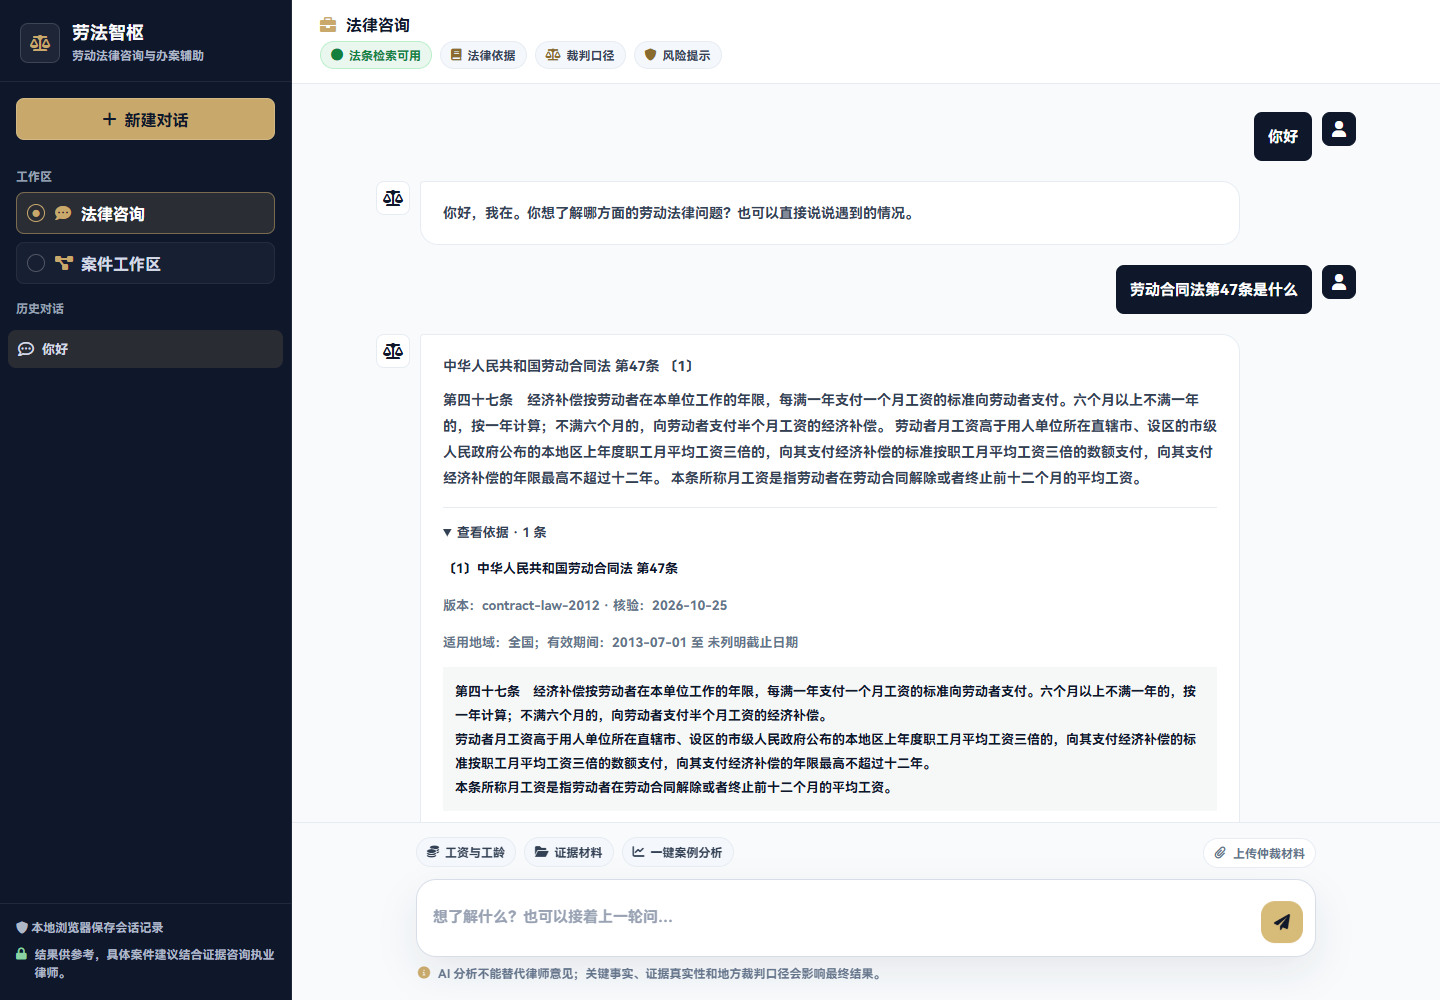 劳法智枢
劳动法律咨询与办案辅助
新建对话
工作区
法律咨询
案件工作区
历史对话
你好
本地浏览器保存会话记录
结果供参考，具体案件建议结合证据咨询执业
律师。
法律咨询
法条检索可用
法律依据
裁判口径
风险提示
你好
你好，我在。你想了解哪方面的劳动法律问题？也可以直接说说遇到的情况。
劳动合同法第47条是什么
中华人民共和国劳动合同法 第47条 〔1〕
第四十七条　经济补偿按劳动者在本单位工作的年限，每满一年支付一个月工资的标准向劳动者支付。六个月以上不满一年
的，按一年计算；不满六个月的，向劳动者支付半个月工资的经济补偿。 劳动者月工资高于用人单位所在直辖市、设区的市级
人民政府公布的本地区上年度职工月平均工资三倍的，向其支付经济补偿的标准按职工月平均工资三倍的数额支付，向其支付
经济补偿的年限最高不超过十二年。 本条所称月工资是指劳动者在劳动合同解除或者终止前十二个月的平均工资。
▼ 查看依据 · 1 条
〔1〕中华人民共和国劳动合同法 第47条
版本：contract-law-2012 · 核验：2026-10-25
适用地域：全国；有效期间：2013-07-01 至 未列明截止日期
第四十七条　经济补偿按劳动者在本单位工作的年限，每满一年支付一个月工资的标准向劳动者支付。六个月以上不满一年的，按
一年计算；不满六个月的，向劳动者支付半个月工资的经济补偿。
劳动者月工资高于用人单位所在直辖市、设区的市级人民政府公布的本地区上年度职工月平均工资三倍的，向其支付经济补偿的标
准按职工月平均工资三倍的数额支付，向其支付经济补偿的年限最高不超过十二年。
本条所称月工资是指劳动者在劳动合同解除或者终止前十二个月的平均工资。
工资与工龄
证据材料
一键案例分析
上传仲裁材料
想了解什么？也可以接着上一轮问...
AI 分析不能替代律师意见；关键事实、证据真实性和地方裁判口径会影响最终结果。